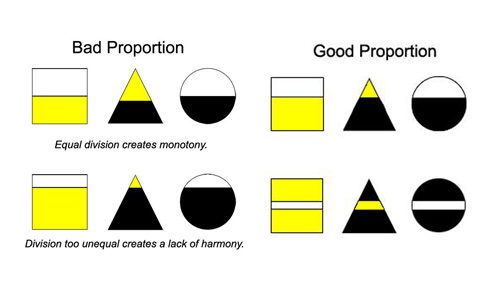 Bad Proportion
Good Proportion
Equal division creates monotony.
Division too unequal creates a lack of harmony.